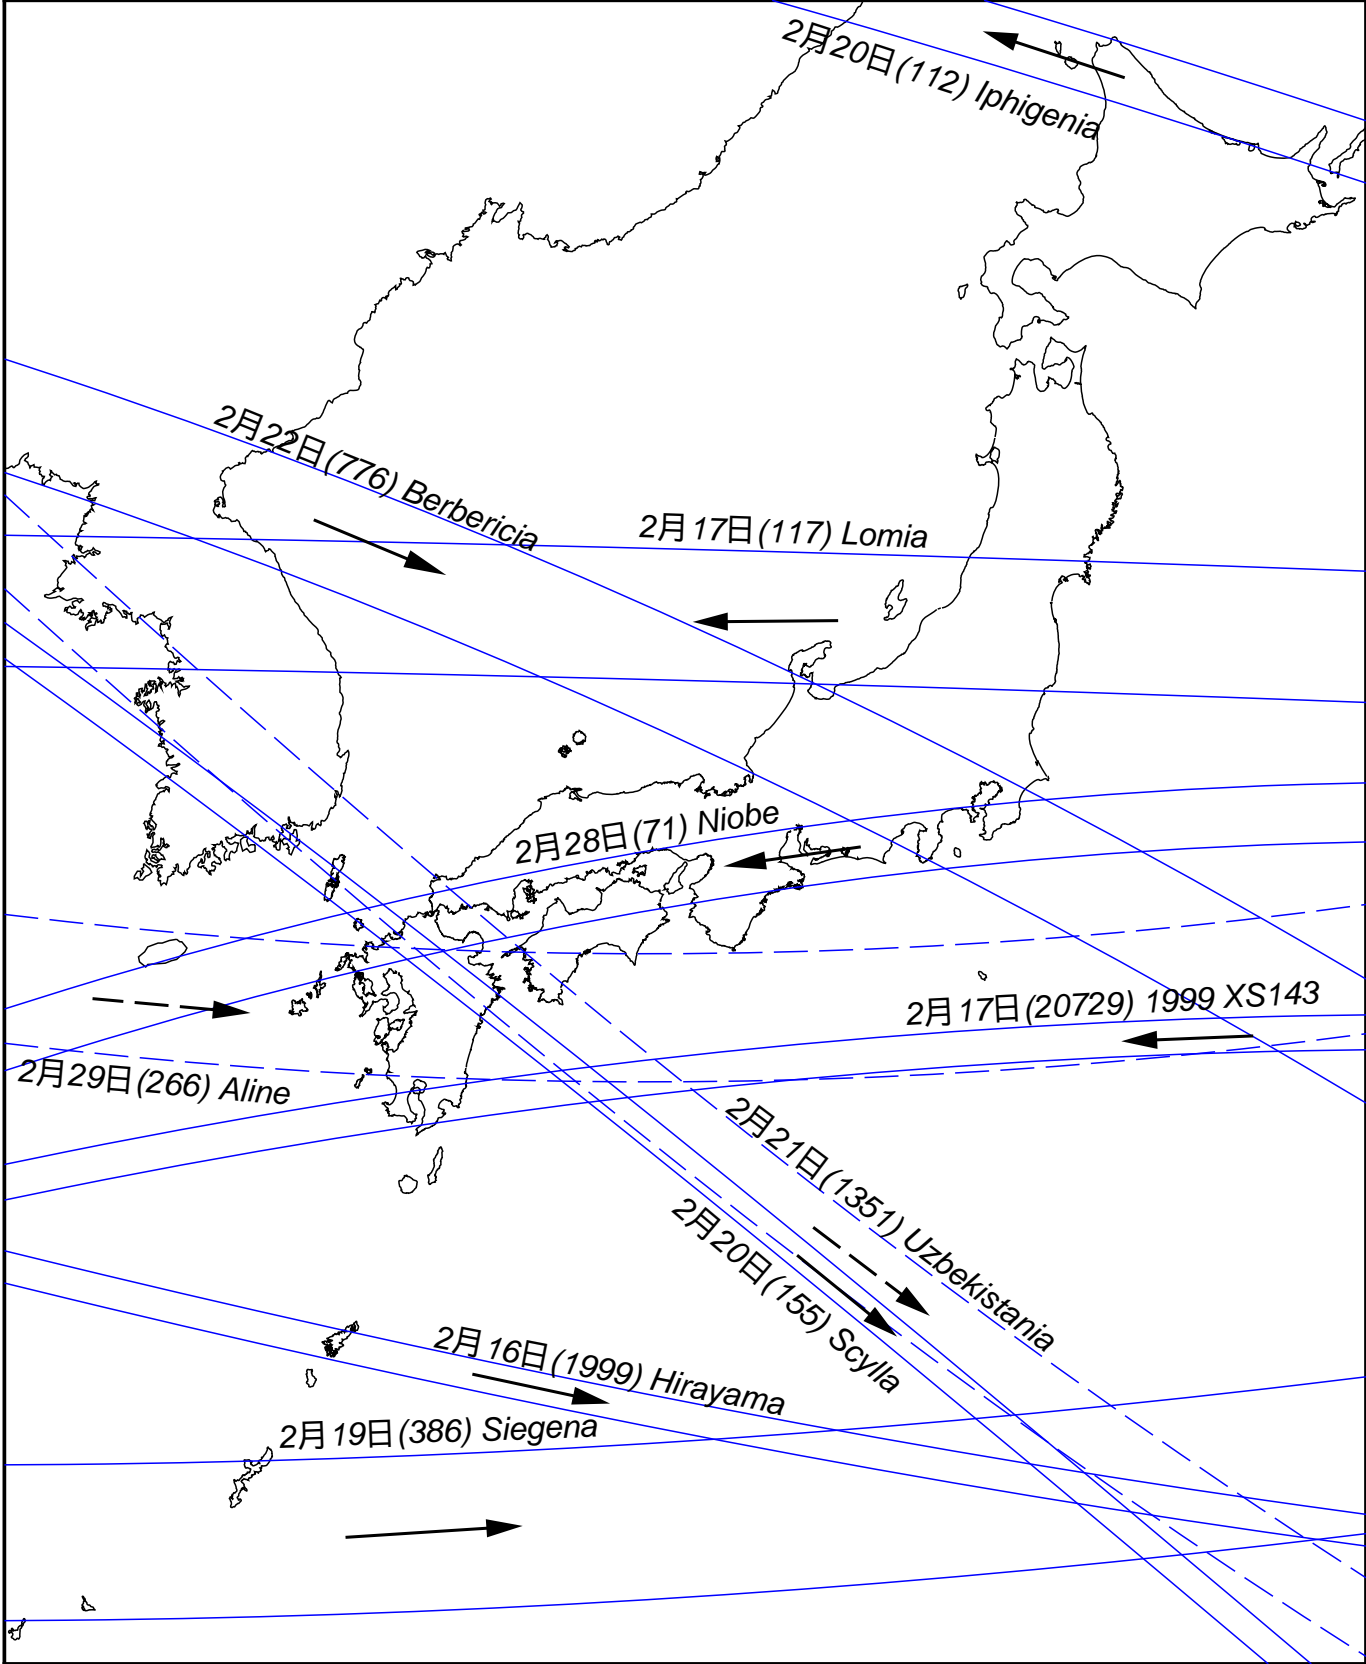 2月20日(112) Iphigenia
2月22日(776) Berbericia
2月17日(117) Lomia
2月28日(71) Niobe
2月17日(20729) 1999 XS143
2月29日(266) Aline
2月21日(1351) Uzbekistania
2月20日(155) Scylla
2月16日(1999) Hirayama
2月19日(386) Siegena